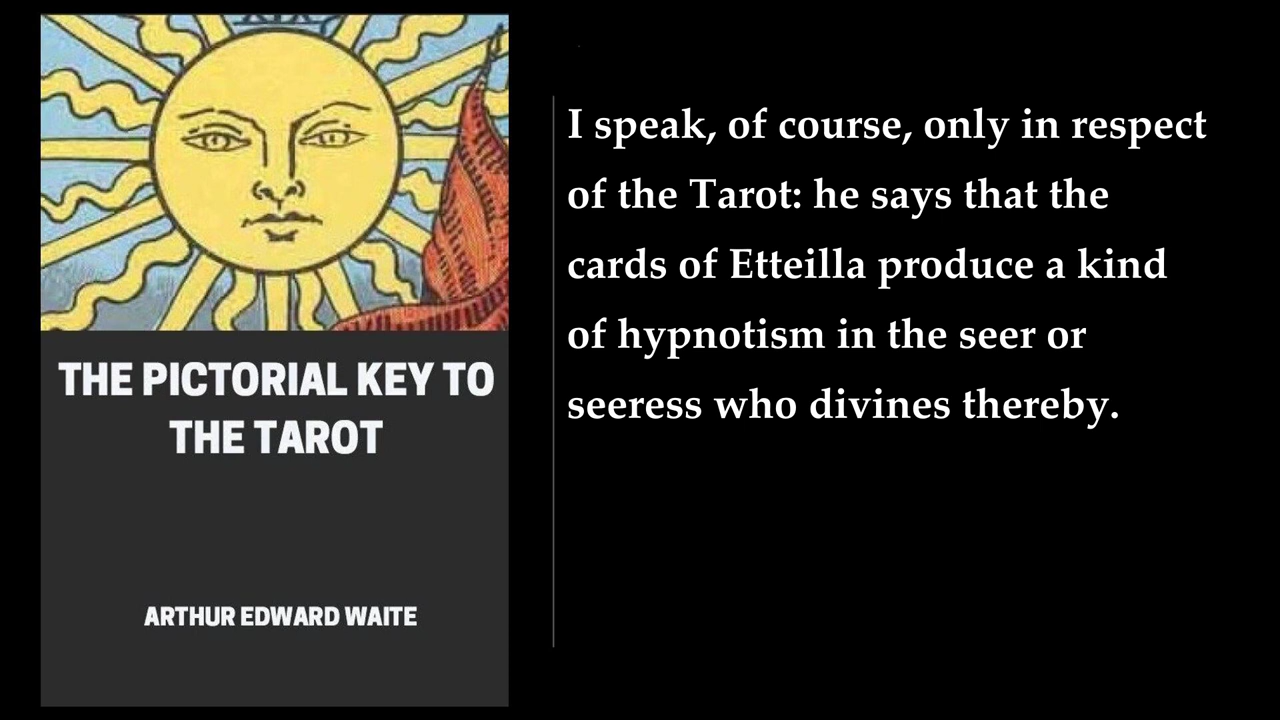 XIX
THE PICTORIAL KEY TO
THE TAROT
ARTHUR EDWARD WAITE
I speak, of course, only in respect
of the Tarot: he says that the
cards of Etteilla produce a kind
of hypnotism in the seer or
seeress who divines thereby.